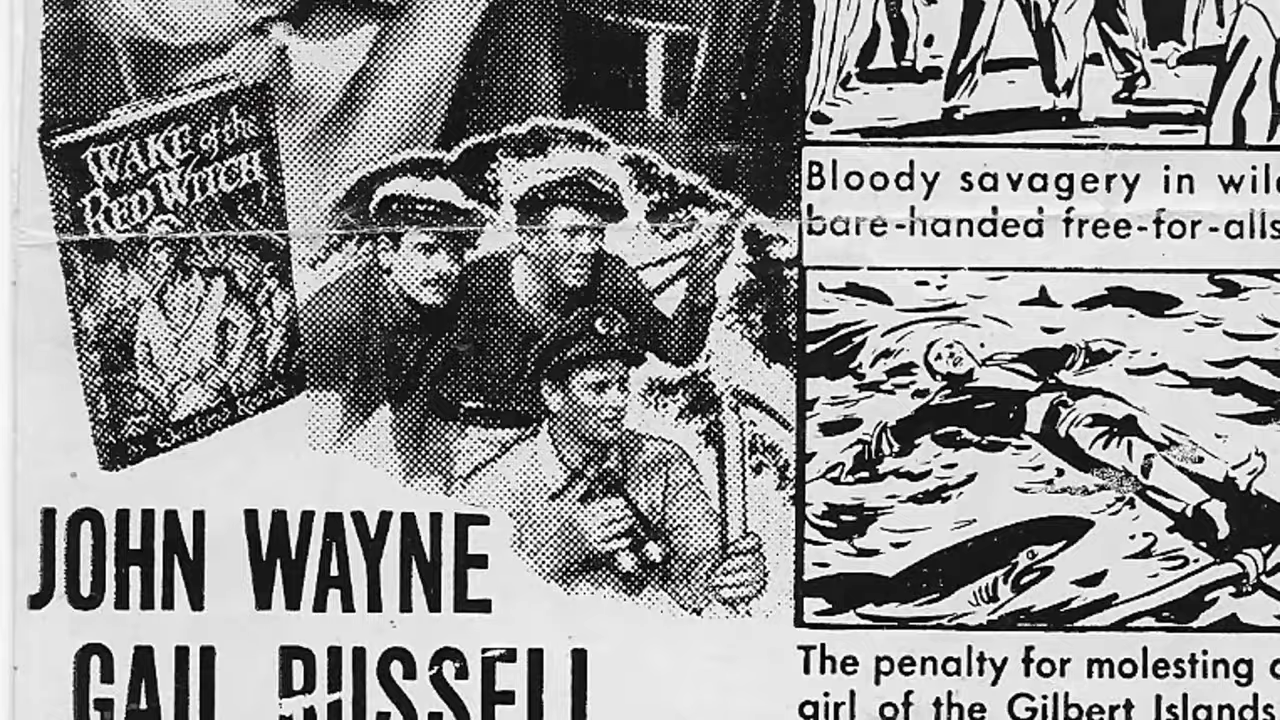 WAKE of the
RED WITCH
JOHN WAYNE
GAIL RUSSELL
Bloody savagery in
bare-handed free-for-alls
The penalty for molesting
girl of the Gilbert Islands